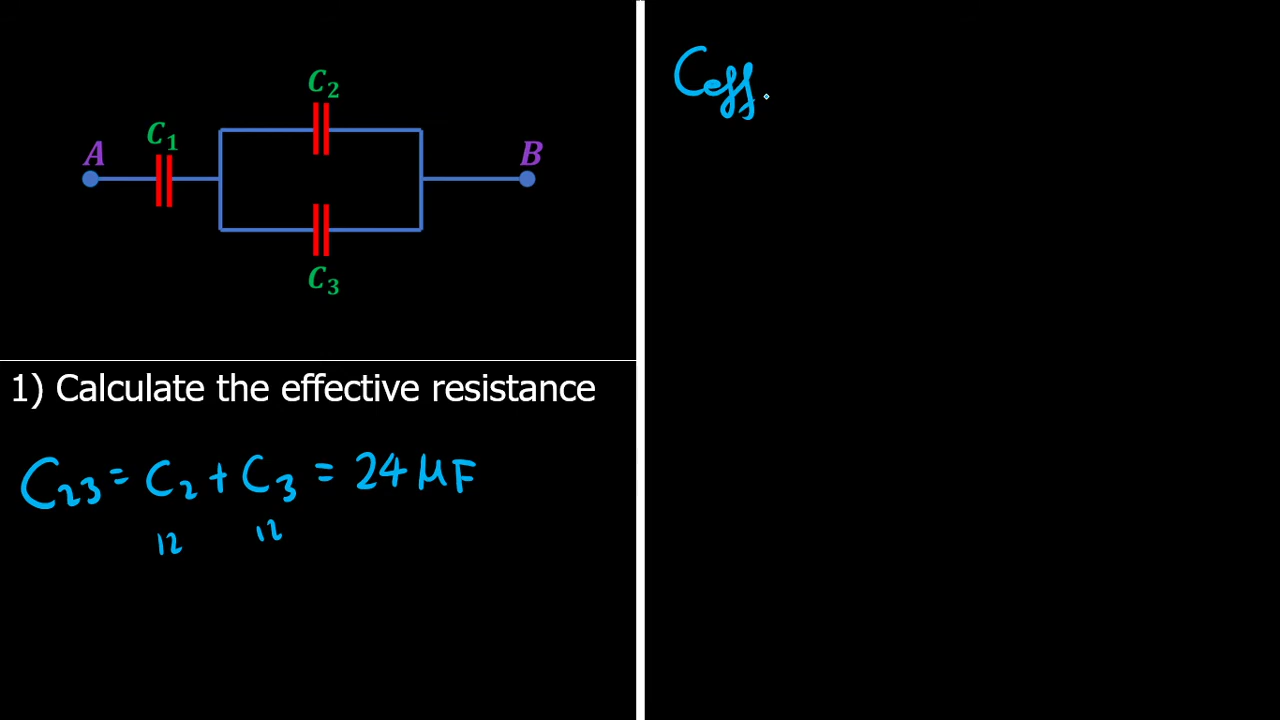 C₂
C₁
A
B
C₃
1) Calculate the effective resistance
C₂₃ = C₂ + C₃ = 24 μF
12 12
Ceff